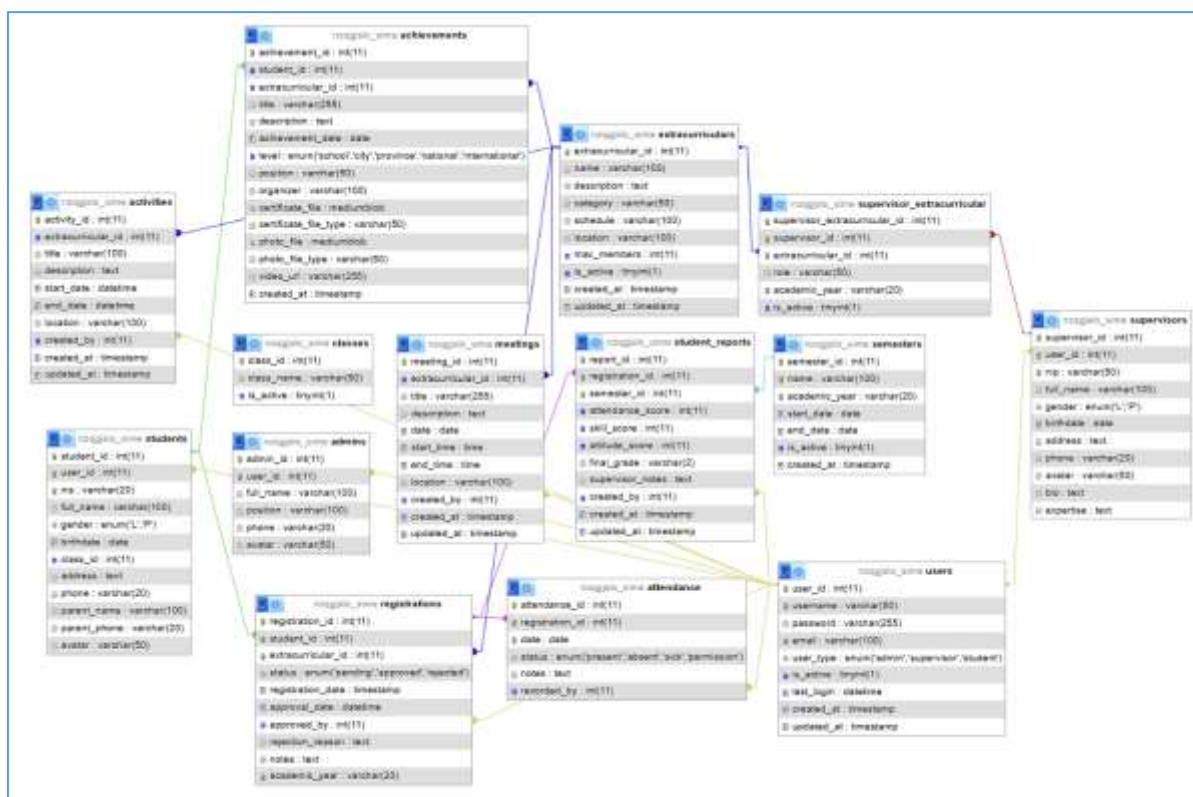 achievements
achievement_id : int(11)
student_id : int(11)
extracurricular_id : int(11)
title : varchar(255)
description : text
achievement_date : date
level : enum('school','city','province','national','international')
position : varchar(50)
organizer : varchar(100)
certificate_file : mediumblob
certificate_file_type : varchar(50)
photo_file : mediumblob
photo_file_type : varchar(50)
video_url : varchar(255)
created_at : timestamp
extracurriculars
extracurricular_id : int(11)
name : varchar(100)
description : text
category : varchar(50)
schedule : varchar(100)
location : varchar(100)
max_members : int(11)
is_active : tinyint(1)
created_at : timestamp
updated_at : timestamp
activities
activity_id : int(11)
extracurricular_id : int(11)
title : varchar(100)
description : text
start_date : datetime
end_date : datetime
location : varchar(100)
created_by : int(11)
created_at : timestamp
updated_at : timestamp
supervisor_extracurricular
supervisor_extracurricular_id : int(11)
supervisor_id : int(11)
extracurricular_id : int(11)
role : varchar(50)
academic_year : varchar(20)
is_active : tinyint(1)
supervisors
supervisor_id : int(11)
user_id : int(11)
nip : varchar(50)
full_name : varchar(100)
gender : enum('L','P')
birthdate : date
address : text
phone : varchar(20)
avatar : varchar(50)
bio : text
expertise : text
classes
class_id : int(11)
class_name : varchar(50)
is_active : tinyint(1)
meetings
meeting_id : int(11)
extracurricular_id : int(11)
title : varchar(255)
description : text
date : date
start_time : time
end_time : time
location : varchar(100)
created_by : int(11)
created_at : timestamp
updated_at : timestamp
student_reports
report_id : int(11)
registration_id : int(11)
semester_id : int(11)
attendance_score : int(11)
skill_score : int(11)
attitude_score : int(11)
final_grade : varchar(2)
supervisor_notes : text
created_by : int(11)
created_at : timestamp
updated_at : timestamp
semesters
semester_id : int(11)
name : varchar(100)
academic_year : varchar(20)
start_date : date
end_date : date
is_active : tinyint(1)
created_at : timestamp
students
student_id : int(11)
user_id : int(11)
nis : varchar(20)
full_name : varchar(100)
gender : enum('L','P')
birthdate : date
class_id : int(11)
address : text
phone : varchar(20)
parent_name : varchar(100)
parent_phone : varchar(20)
avatar : varchar(50)
admins
admin_id : int(11)
user_id : int(11)
full_name : varchar(100)
position : varchar(100)
phone : varchar(20)
avatar : varchar(50)
registrations
registration_id : int(11)
student_id : int(11)
extracurricular_id : int(11)
status : enum('pending','approved','rejected')
registration_date : timestamp
approval_date : datetime
approved_by : int(11)
rejection_reason : text
notes : text
academic_year : varchar(20)
attendance
attendance_id : int(11)
registration_id : int(11)
date : date
status : enum('present','absent','sick','permission')
notes : text
recorded_by : int(11)
users
user_id : int(11)
username : varchar(50)
password : varchar(255)
email : varchar(100)
user_type : enum('admin','supervisor','student')
is_active : tinyint(1)
last_login : datetime
created_at : timestamp
updated_at : timestamp